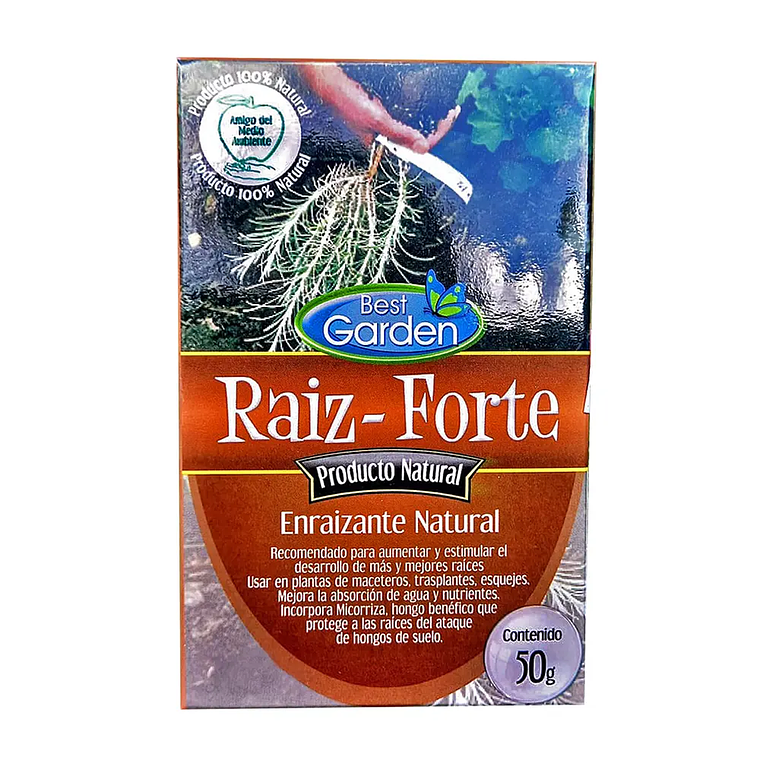 Producto 100% Natural
Amigo del
Medio
Ambiente
Producto 100% Natural
Best
Garden
Raiz - Forte
Producto Natural
Enraizante Natural
Recomendado para aumentar y estimular el
desarrollo de más y mejores raíces
Usar en plantas de maceteros, trasplantes, esquejes.
Mejora la absorción de agua y nutrientes.
Incorpora Micorriza, hongo benéfico que
protege a las raíces del ataque
de hongos de suelo.
Contenido
50g